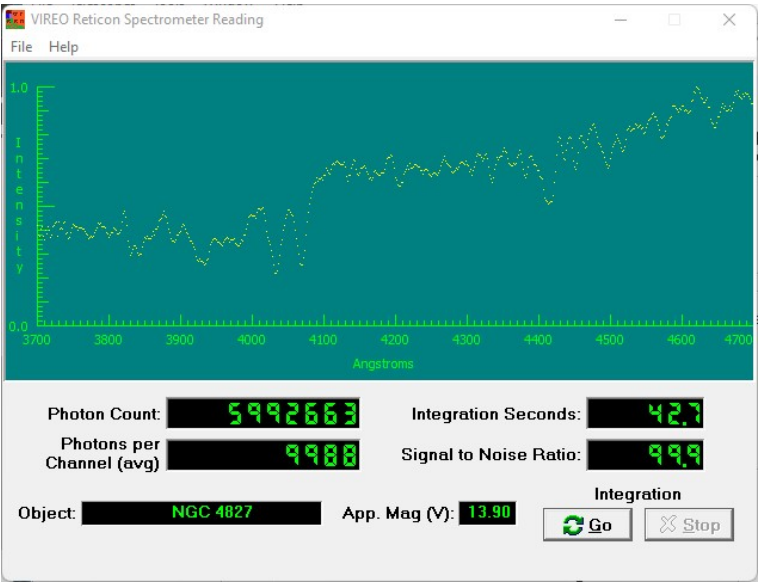 VIREO Reticon Spectrometer Reading
File Help
1.0
Intensity
0.0
3700 3800 3900 4000 4100 4200 4300 4400 4500 4600 4700
Angstroms
Photon Count: 5992663 Integration Seconds: 42.7
Photons per Channel (avg) 9988 Signal to Noise Ratio: 99.9
Object: NGC 4827 App. Mag (V): 13.90
Integration
Go Stop